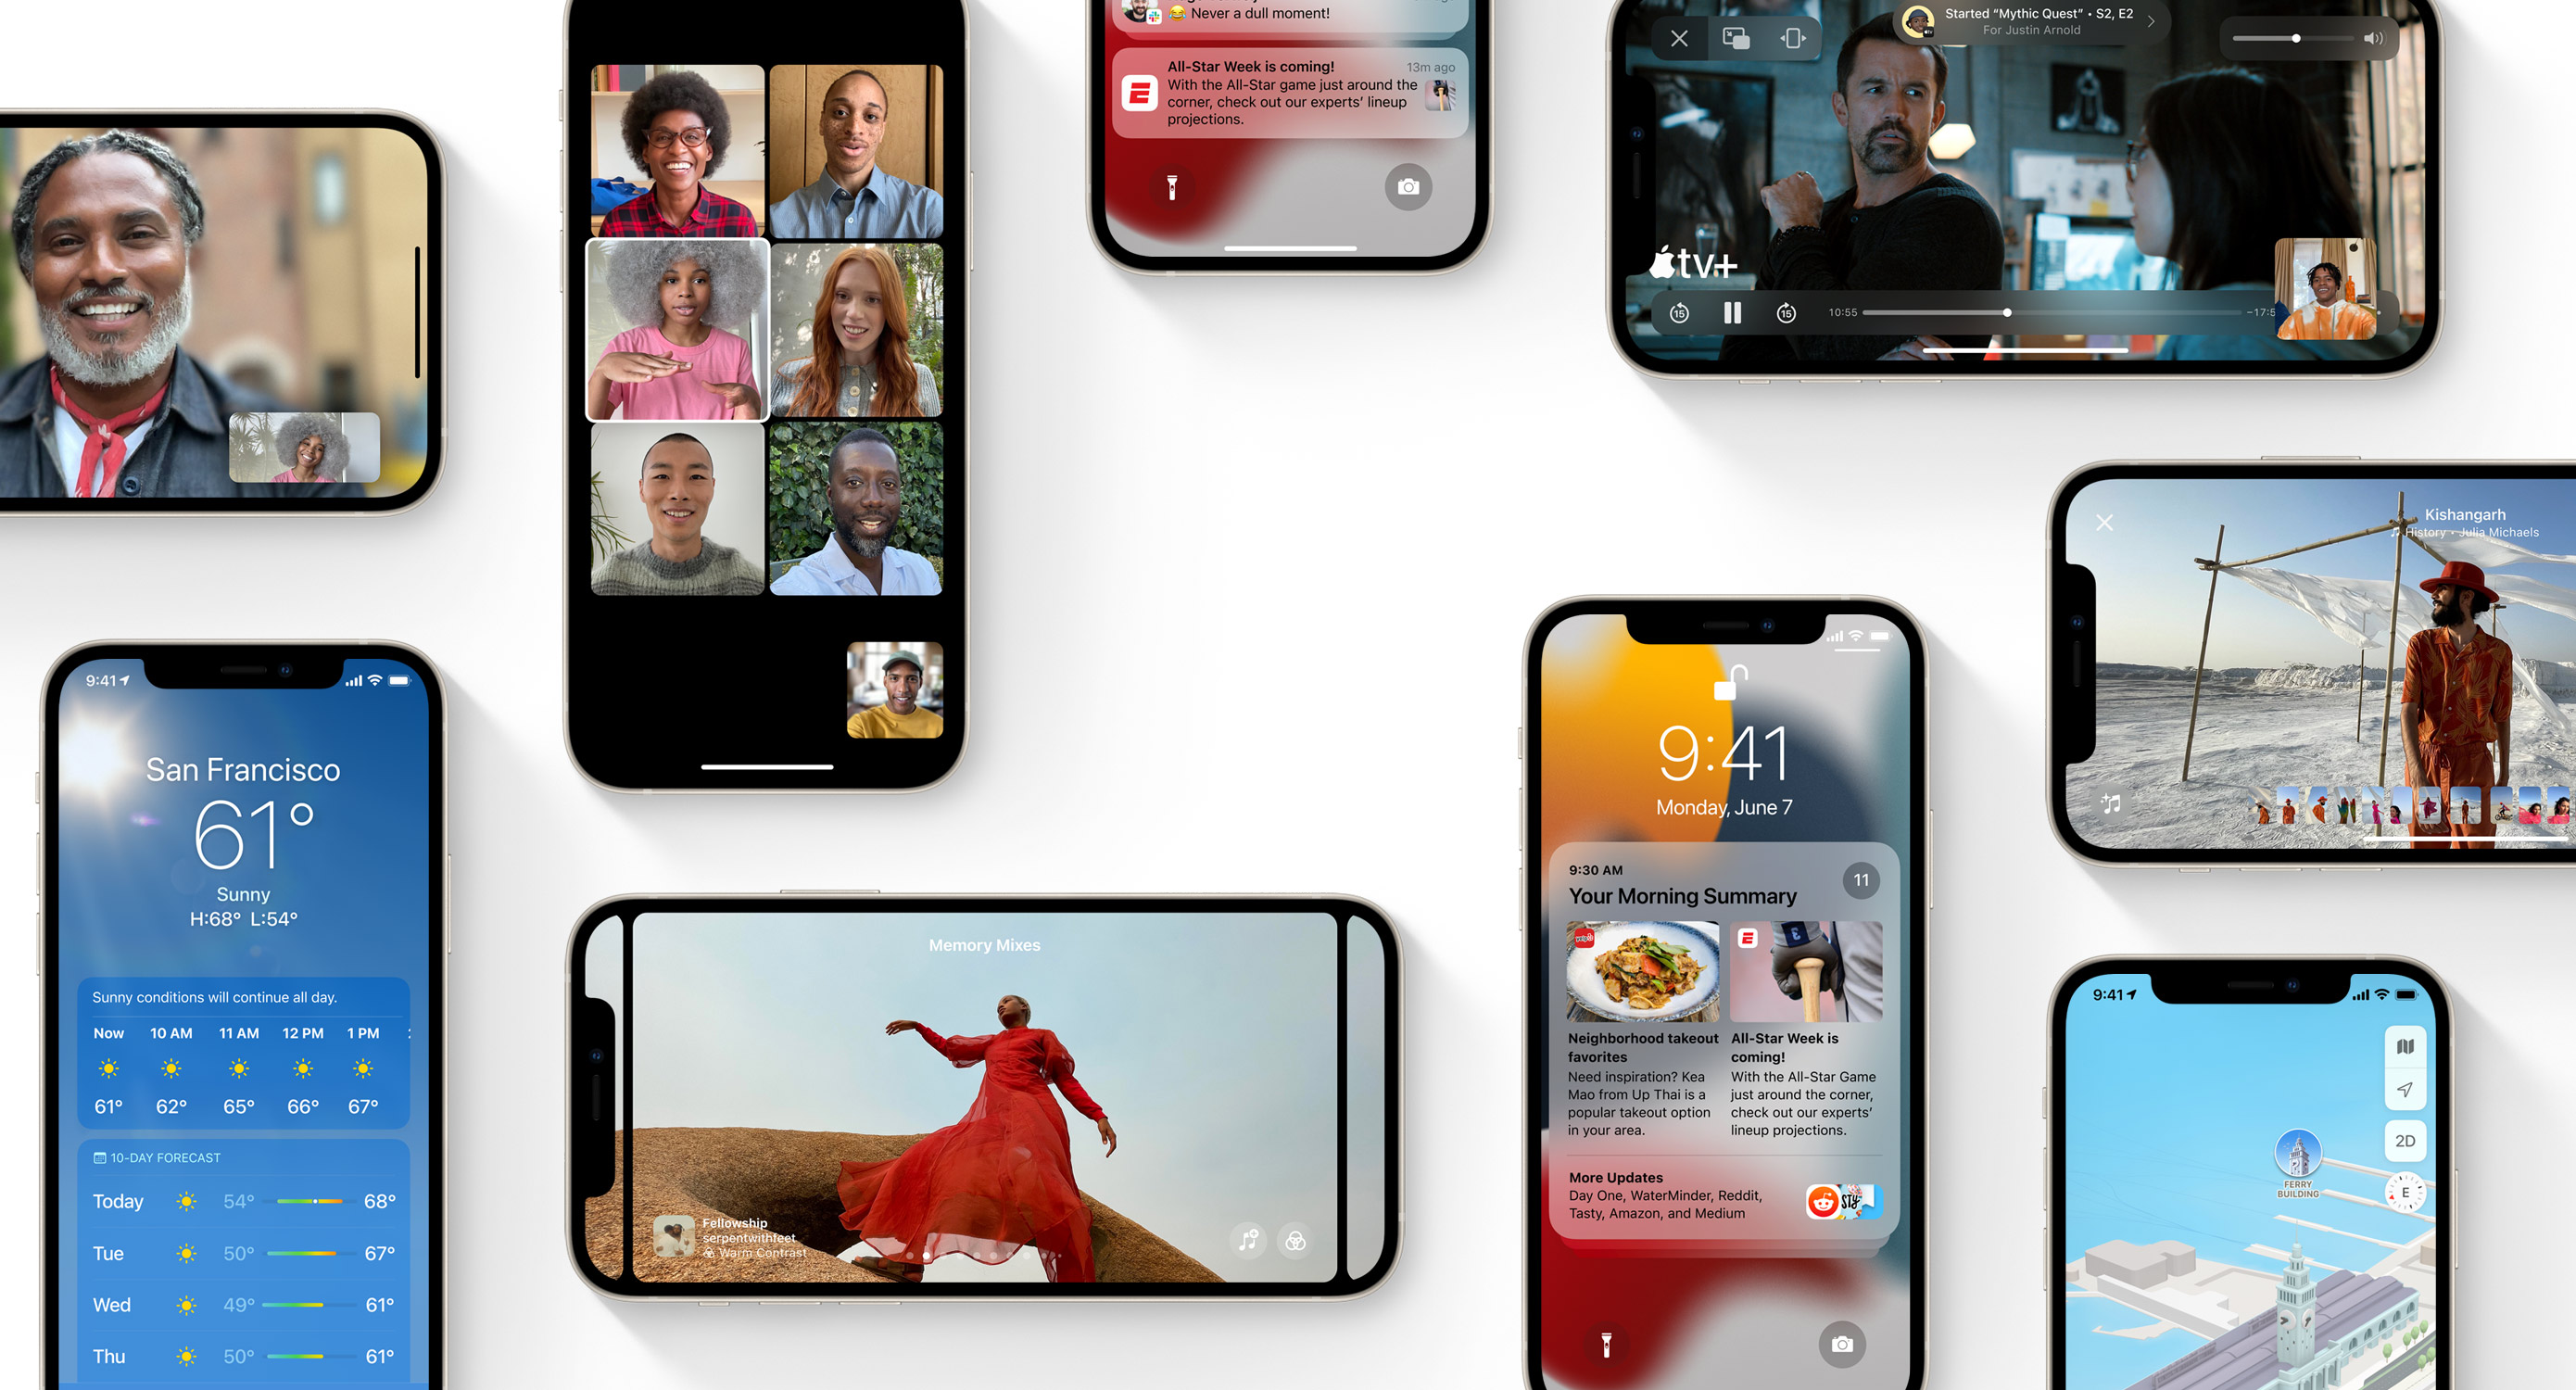 😂 Never a dull moment!
All-Star Week is coming!
13m ago
With the All-Star game just around the
corner, check out our experts’ lineup
projections.
Started “Mythic Quest” • S2, E2
For Justin Arnold
tv+
15
15
10:55
Kishangarh
History • Julia Michaels
9:41
San Francisco
61°
Sunny
H:68° L:54°
Sunny conditions will continue all day.
Now 10 AM 11 AM 12 PM 1 PM
61° 62° 65° 66° 67°
10-DAY FORECAST
Today 54° 68°
Tue 50° 67°
Wed 49° 61°
Thu 50° 61°
Memory Mixes
Fellowship
serpentwithfeet
Warm Contrast
9:41
Monday, June 7
9:30 AM
Your Morning Summary
11
Neighborhood takeout
favorites
Need inspiration? Kea
Mao from Up Thai is a
popular takeout option
in your area.
All-Star Week is
coming!
With the All-Star Game
just around the corner,
check out our experts’
lineup projections.
More Updates
Day One, WaterMinder, Reddit,
Tasty, Amazon, and Medium
9:41
2D
E
FERRY
BUILDING